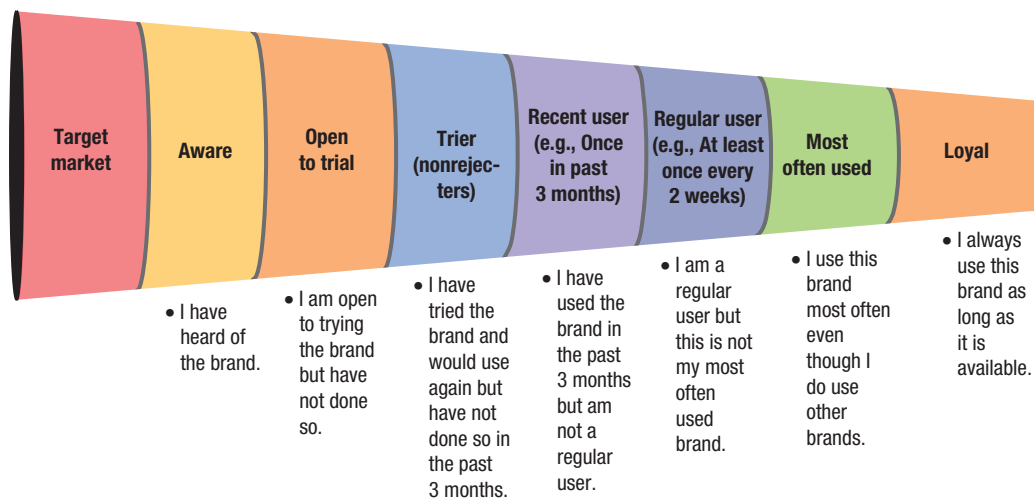 Target
market
Aware
Open
to trial
Trier
(nonrejec-
ters)
Recent user
(e.g., Once
in past
3 months)
Regular user
(e.g., At least
once every
2 weeks)
Most
often used
Loyal
• I have
heard of
the brand.
• I am open
to trying
the brand
but have
not done
so.
• I have
tried the
brand and
would use
again but
have not
done so in
the past
3 months.
• I have
used the
brand in
the past
3 months
but am
not a
regular
user.
• I am a
regular
user but
this is not
my most
often
used
brand.
• I use this
brand
most often
even
though I
do use
other
brands.
• I always
use this
brand as
long as
it is
available.